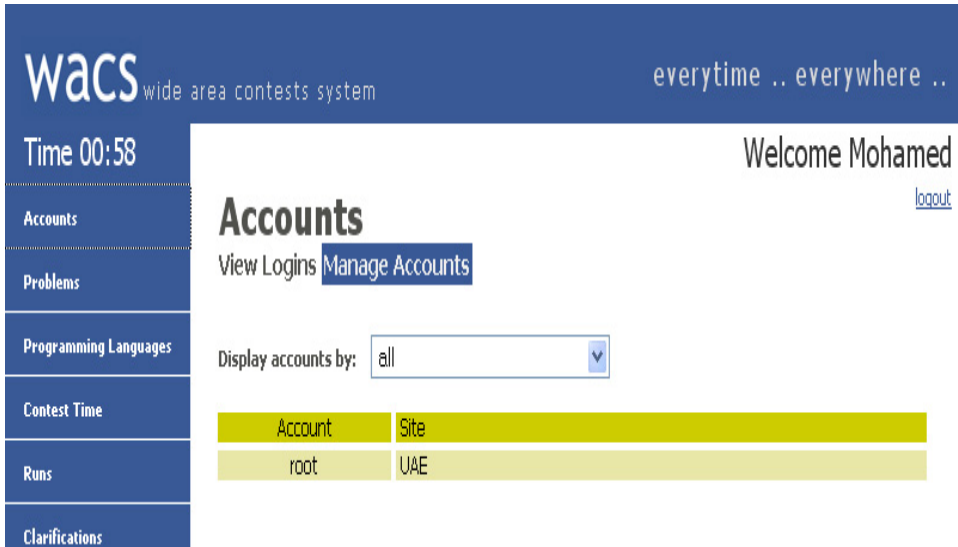 wacs wide area contests system
everytime .. everywhere ..
Time 00:58
Welcome Mohamed
logout
Accounts
Problems
Programming Languages
Contest Time
Runs
Clarifications
Accounts
View Logins Manage Accounts
Display accounts by: all
Account Site
root UAE